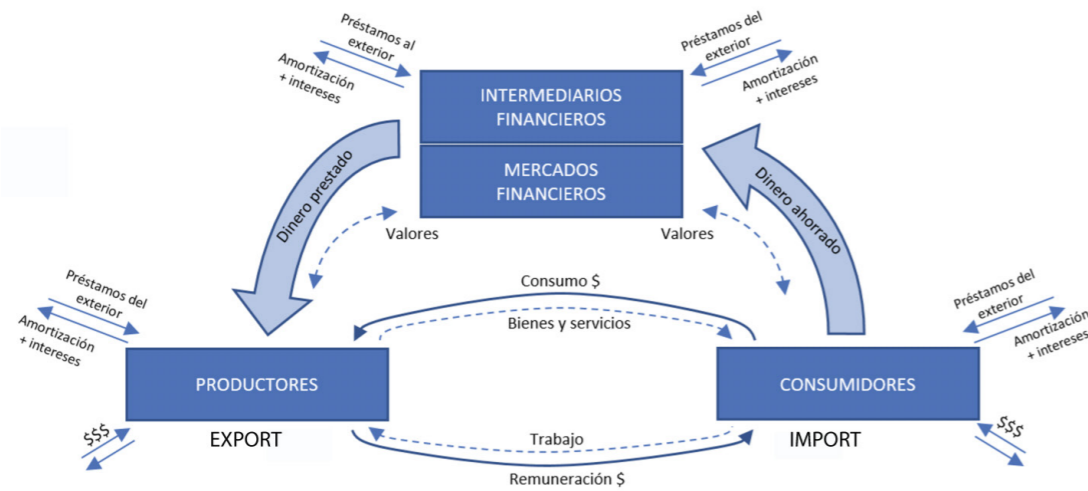 Préstamos al
exterior
Amortización
+ intereses
Préstamos del
exterior
Amortización
+ intereses
INTERMEDIARIOS
FINANCIEROS
MERCADOS
FINANCIEROS
Dinero prestado
Dinero ahorrado
Valores
Valores
Préstamos del
exterior
Amortización
+ intereses
Consumo $
Bienes y servicios
Préstamos del
exterior
Amortización
+ intereses
PRODUCTORES
CONSUMIDORES
$$$
EXPORT
Trabajo
IMPORT
$$$
Remuneración $